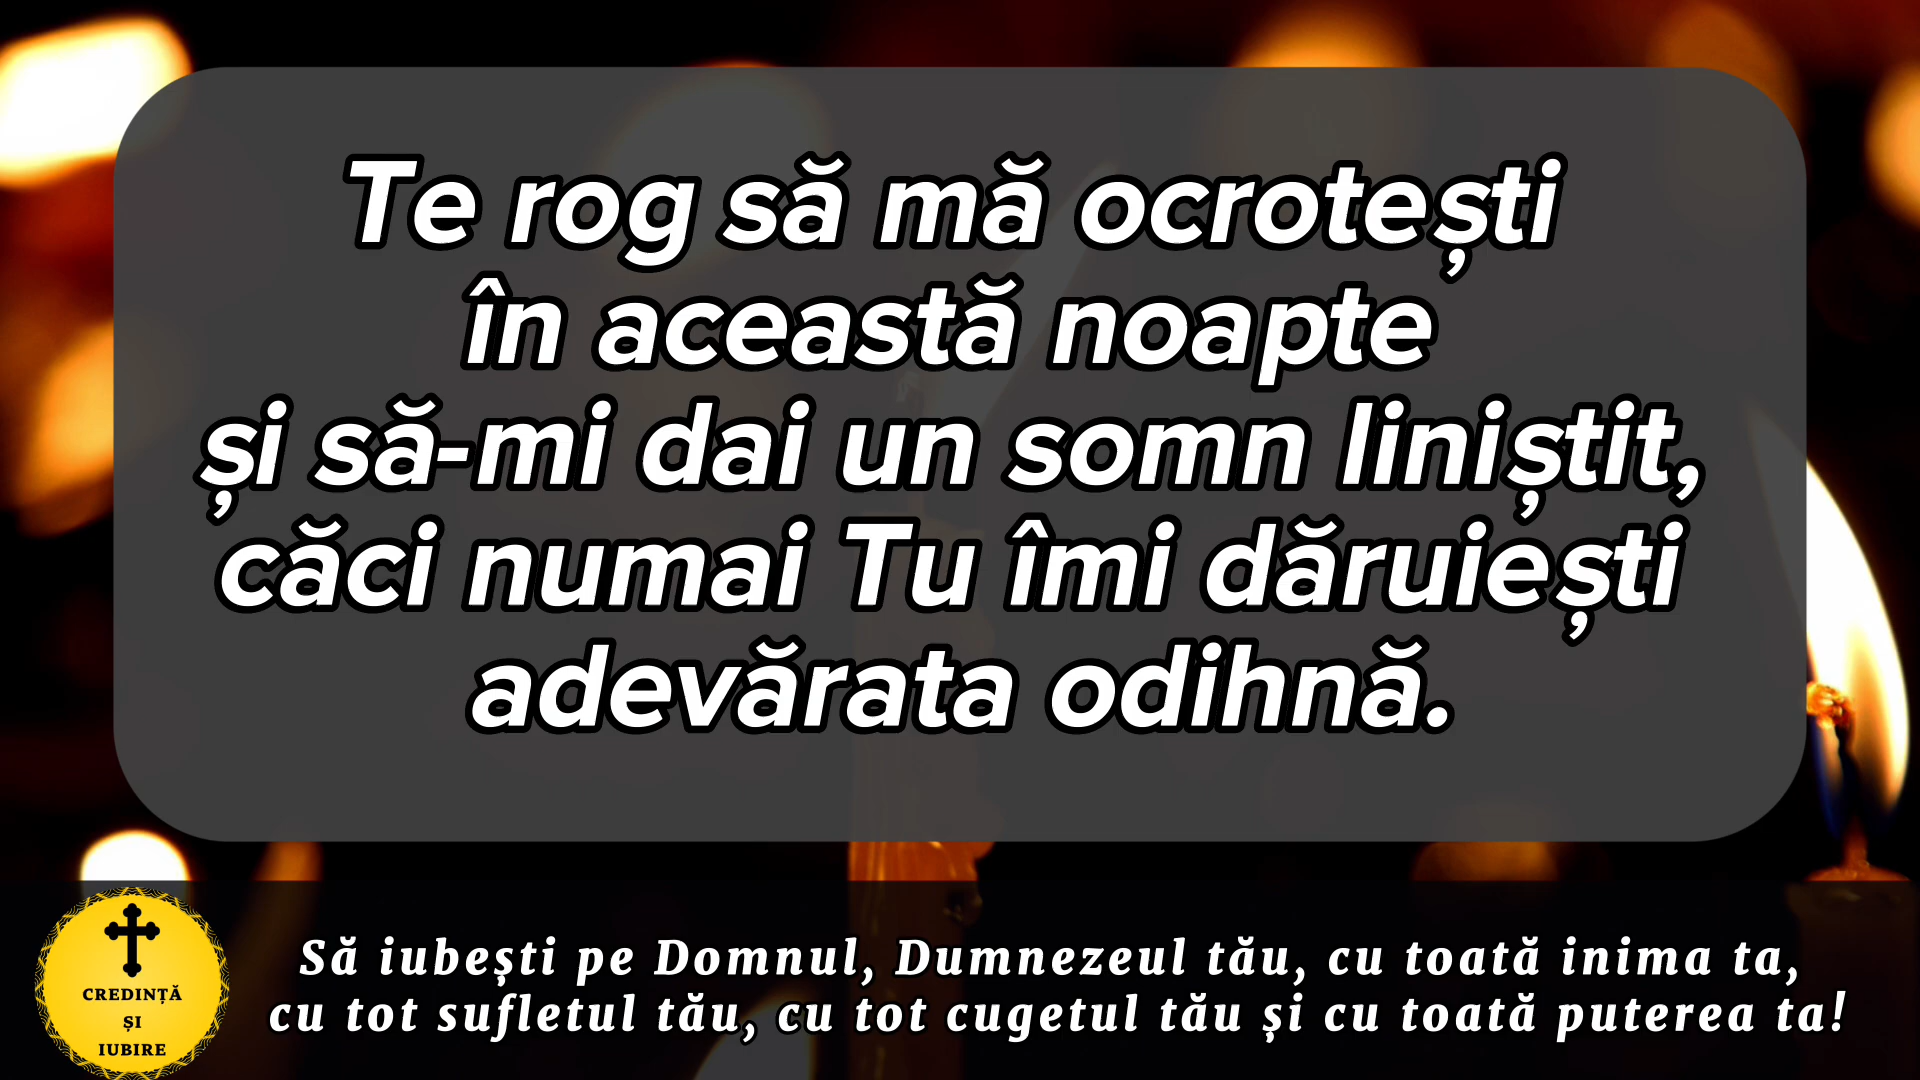 Te rog să mă ocrotești
în această noapte
și să-mi dai un somn liniștit,
căci numai Tu îmi dăruiești
adevărata odihnă.
Să iubești pe Domnul, Dumnezeul tău, cu toată inima ta,
cu tot sufletul tău, cu tot cugetul tău și cu toată puterea ta!
CREDINȚĂ
ȘI
IUBIRE